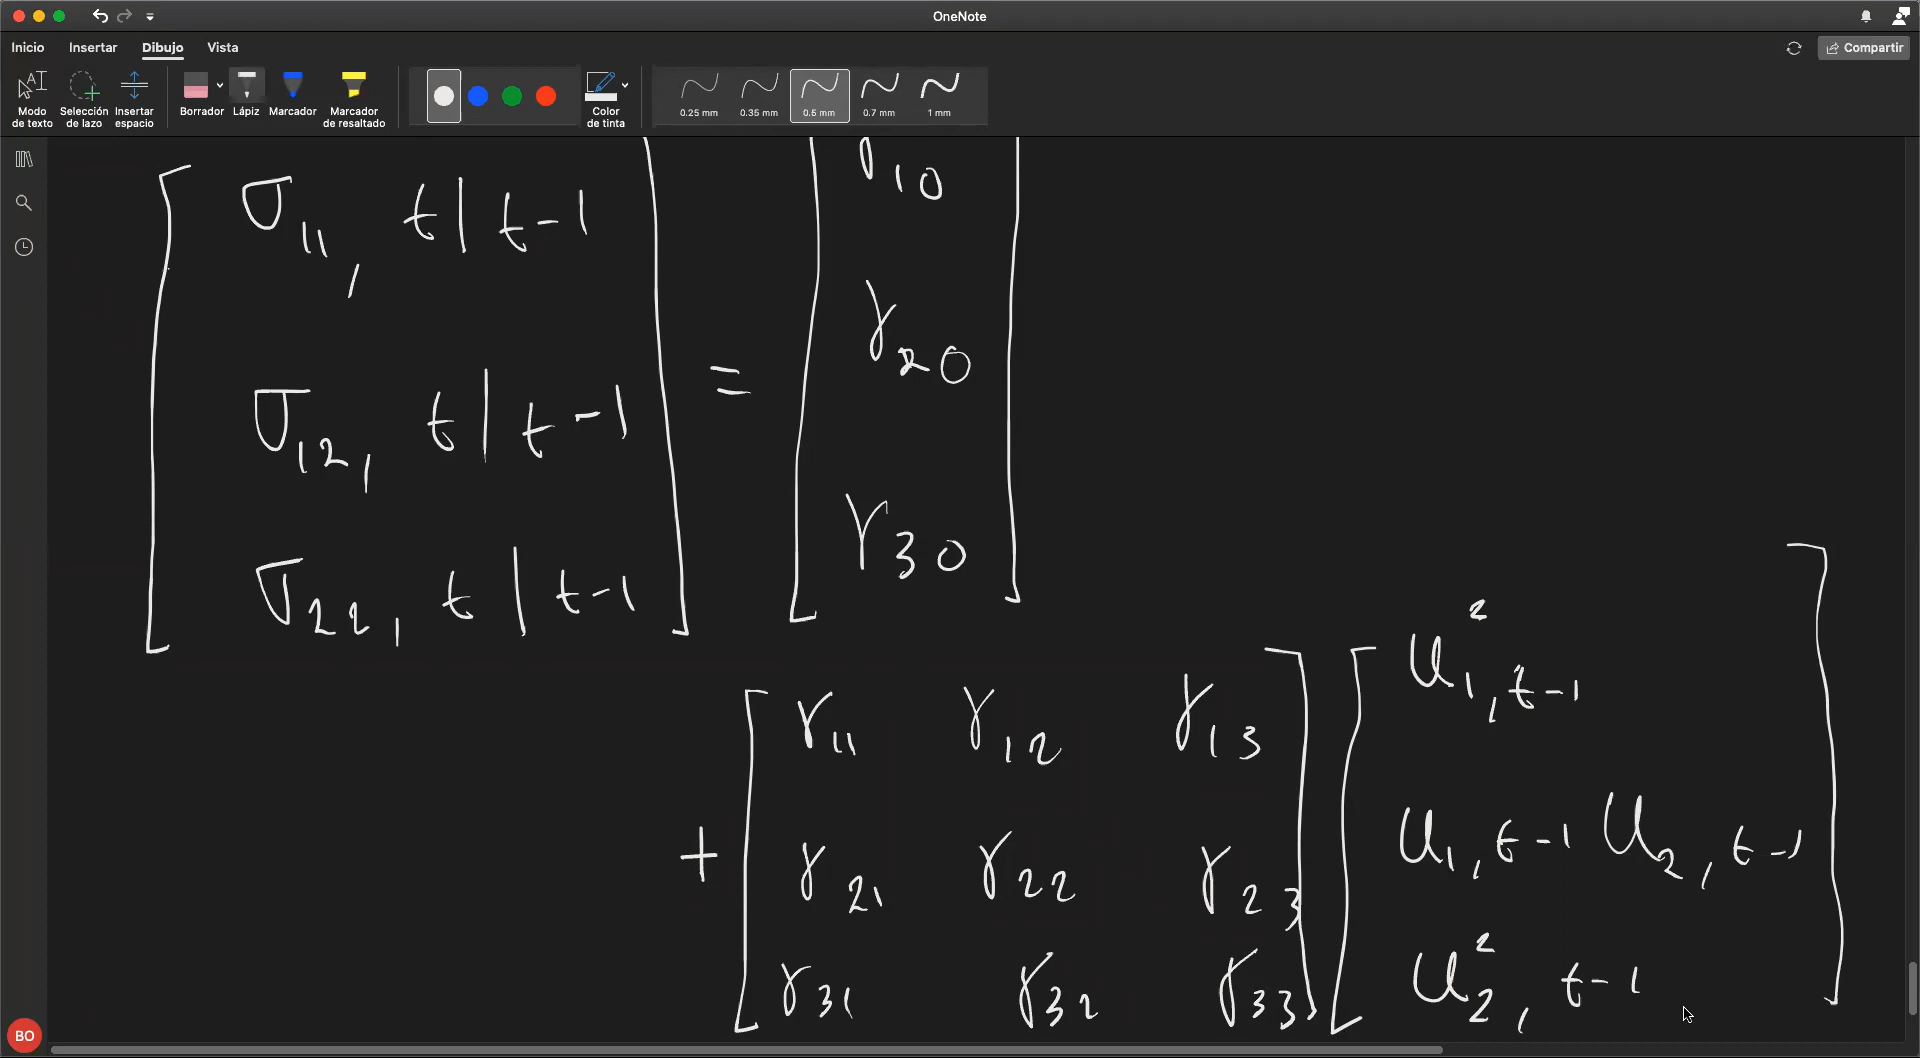 OneNote
Inicio Insertar Dibujo Vista Compartir
Modo de texto Selección de lazo Insertar espacio Borrador Lápiz Marcador Marcador de resaltado Color de tinta 0.25 mm 0.35 mm 0.5 mm 0.7 mm 1 mm
σ11, t|t-1
σ12, t|t-1
σ22, t|t-1
=
γ10
γ20
γ30
+
γ11 γ12 γ13
γ21 γ22 γ23
γ31 γ32 γ33
u²1,t-1
u1,t-1 u2,t-1
u²2,t-1
BO